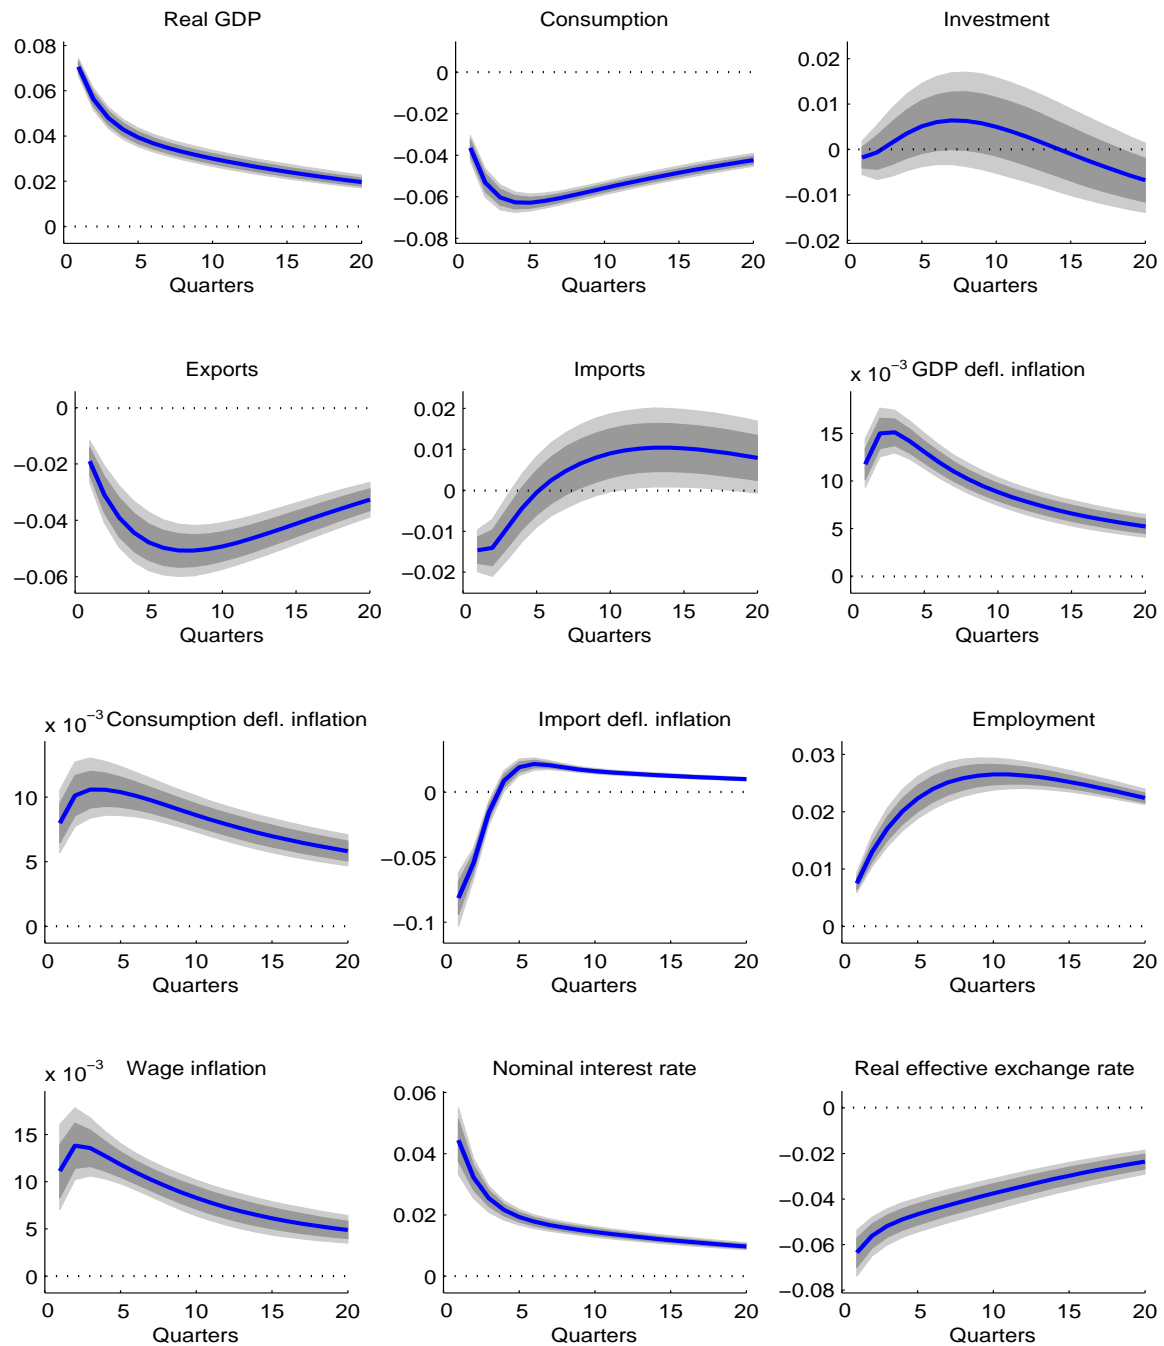 Real GDP
0.08
0.06
0.04
0.02
0
0 5 10 15 20
Quarters
Consumption
0
−0.02
−0.04
−0.06
−0.08
0 5 10 15 20
Quarters
Investment
0.02
0.01
0
−0.01
−0.02
0 5 10 15 20
Quarters
Exports
0
−0.02
−0.04
−0.06
0 5 10 15 20
Quarters
Imports
0.02
0.01
0
−0.01
−0.02
0 5 10 15 20
Quarters
x 10−3 GDP defl. inflation
15
10
5
0
0 5 10 15 20
Quarters
x 10−3 Consumption defl. inflation
10
5
0
0 5 10 15 20
Quarters
Import defl. inflation
0
−0.05
−0.1
0 5 10 15 20
Quarters
Employment
0.03
0.02
0.01
0
0 5 10 15 20
Quarters
x 10−3 Wage inflation
15
10
5
0
0 5 10 15 20
Quarters
Nominal interest rate
0.06
0.04
0.02
0
0 5 10 15 20
Quarters
Real effective exchange rate
0
−0.02
−0.04
−0.06
−0.08
0 5 10 15 20
Quarters